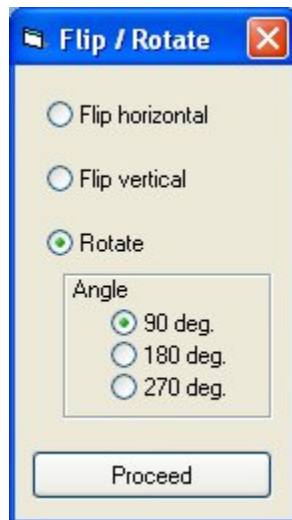 Flip / Rotate
Flip horizontal
Flip vertical
Rotate
Angle
90 deg.
180 deg.
270 deg.
Proceed